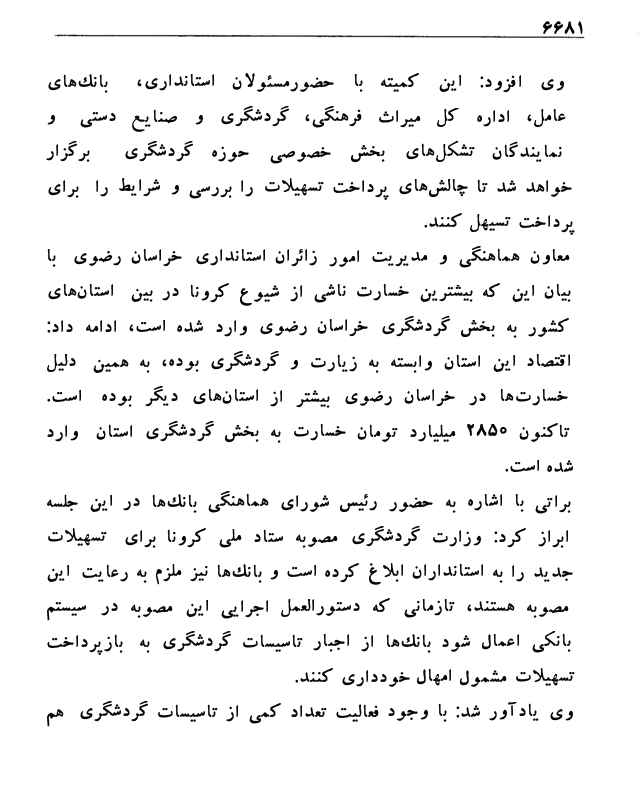 ۶۶۸۱
وی افزود: این کمیته با حضورمسئولان استانداری، بانك‌های
عامل، اداره کل میراث فرهنگی، گردشگری و صنایع دستی و
نمایندگان تشکل‌های بخش خصوصی حوزه گردشگری برگزار
خواهد شد تا چالش‌های پرداخت تسهیلات را بررسی و شرایط را برای
پرداخت تسیهل کنند.
معاون هماهنگی و مدیریت امور زائران استانداری خراسان رضوی با
بیان این که بیشترین خسارت ناشی از شیوع کرونا در بین استان‌های
کشور به بخش گردشگری خراسان رضوی وارد شده است، ادامه داد:
اقتصاد این استان وابسته به زیارت و گردشگری بوده، به همین دلیل
خسارت‌ها در خراسان رضوی بیشتر از استان‌های دیگر بوده است.
تاکنون ۲۸۵۰ میلیارد تومان خسارت به بخش گردشگری استان وارد
شده است.
براتی با اشاره به حضور رئیس شورای هماهنگی بانك‌ها در این جلسه
ابراز کرد: وزارت گردشگری مصوبه ستاد ملی کرونا برای تسهیلات
جدید را به استانداران ابلاغ کرده است و بانك‌ها نیز ملزم به رعایت این
مصوبه هستند، تازمانی که دستورالعمل اجرایی این مصوبه در سیستم
بانکی اعمال شود بانك‌ها از اجبار تاسیسات گردشگری به بازپرداخت
تسهیلات مشمول امهال خودداری کنند.
وی یادآور شد: با وجود فعالیت تعداد کمی از تاسیسات گردشگری هم